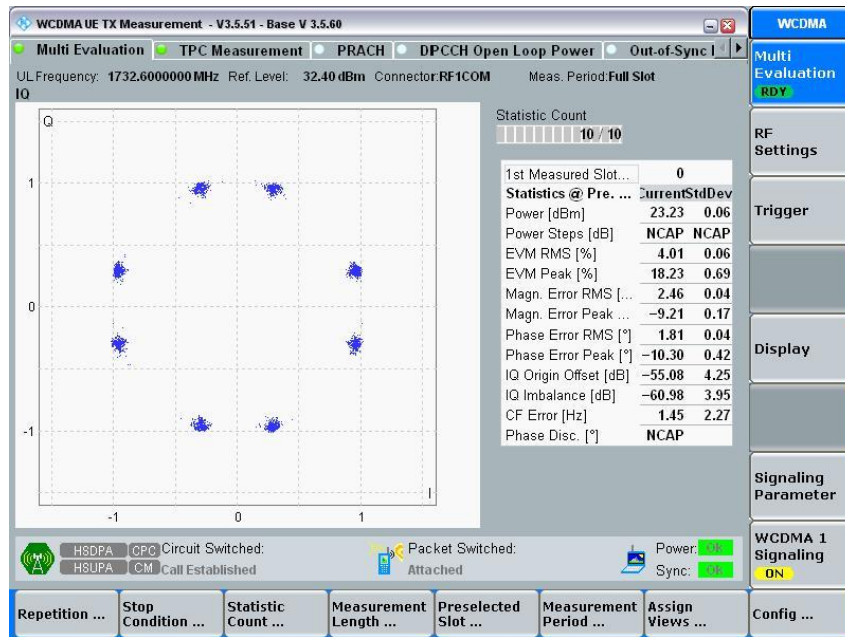 WCDMA UE TX Measurement - V3.5.51 - Base V 3.5.60
WCDMA
Multi Evaluation TPC Measurement PRACH DPCCH Open Loop Power Out-of-Sync
UL Frequency: 1732.6000000 MHz Ref. Level: 32.40 dBm Connector:RF1COM Meas. Period:Full Slot
IQ
Q
1
0
-1
-1 0 1
I
Statistic Count
10 / 10
1st Measured Slot... 0
Statistics @ Pre. ... Current StdDev
Power [dBm] 23.23 0.06
Power Steps [dB] NCAP NCAP
EVM RMS [%] 4.01 0.06
EVM Peak [%] 18.23 0.69
Magn. Error RMS [... 2.46 0.04
Magn. Error Peak ... −9.21 0.17
Phase Error RMS [°] 1.81 0.04
Phase Error Peak [°] −10.30 0.42
IQ Origin Offset [dB] −55.08 4.25
IQ Imbalance [dB] −60.98 3.95
CF Error [Hz] 1.45 2.27
Phase Disc. [°] NCAP
Multi Evaluation
RDY
RF Settings
Trigger
Display
Signaling Parameter
WCDMA 1 Signaling
ON
HSDPA CPC Circuit Switched: Packet Switched: Power: OK
HSUPA CM Call Established Attached Sync: OK
Repetition ...
Stop Condition ...
Statistic Count ...
Measurement Length ...
Preselected Slot ...
Measurement Period ...
Assign Views ...
Config ...